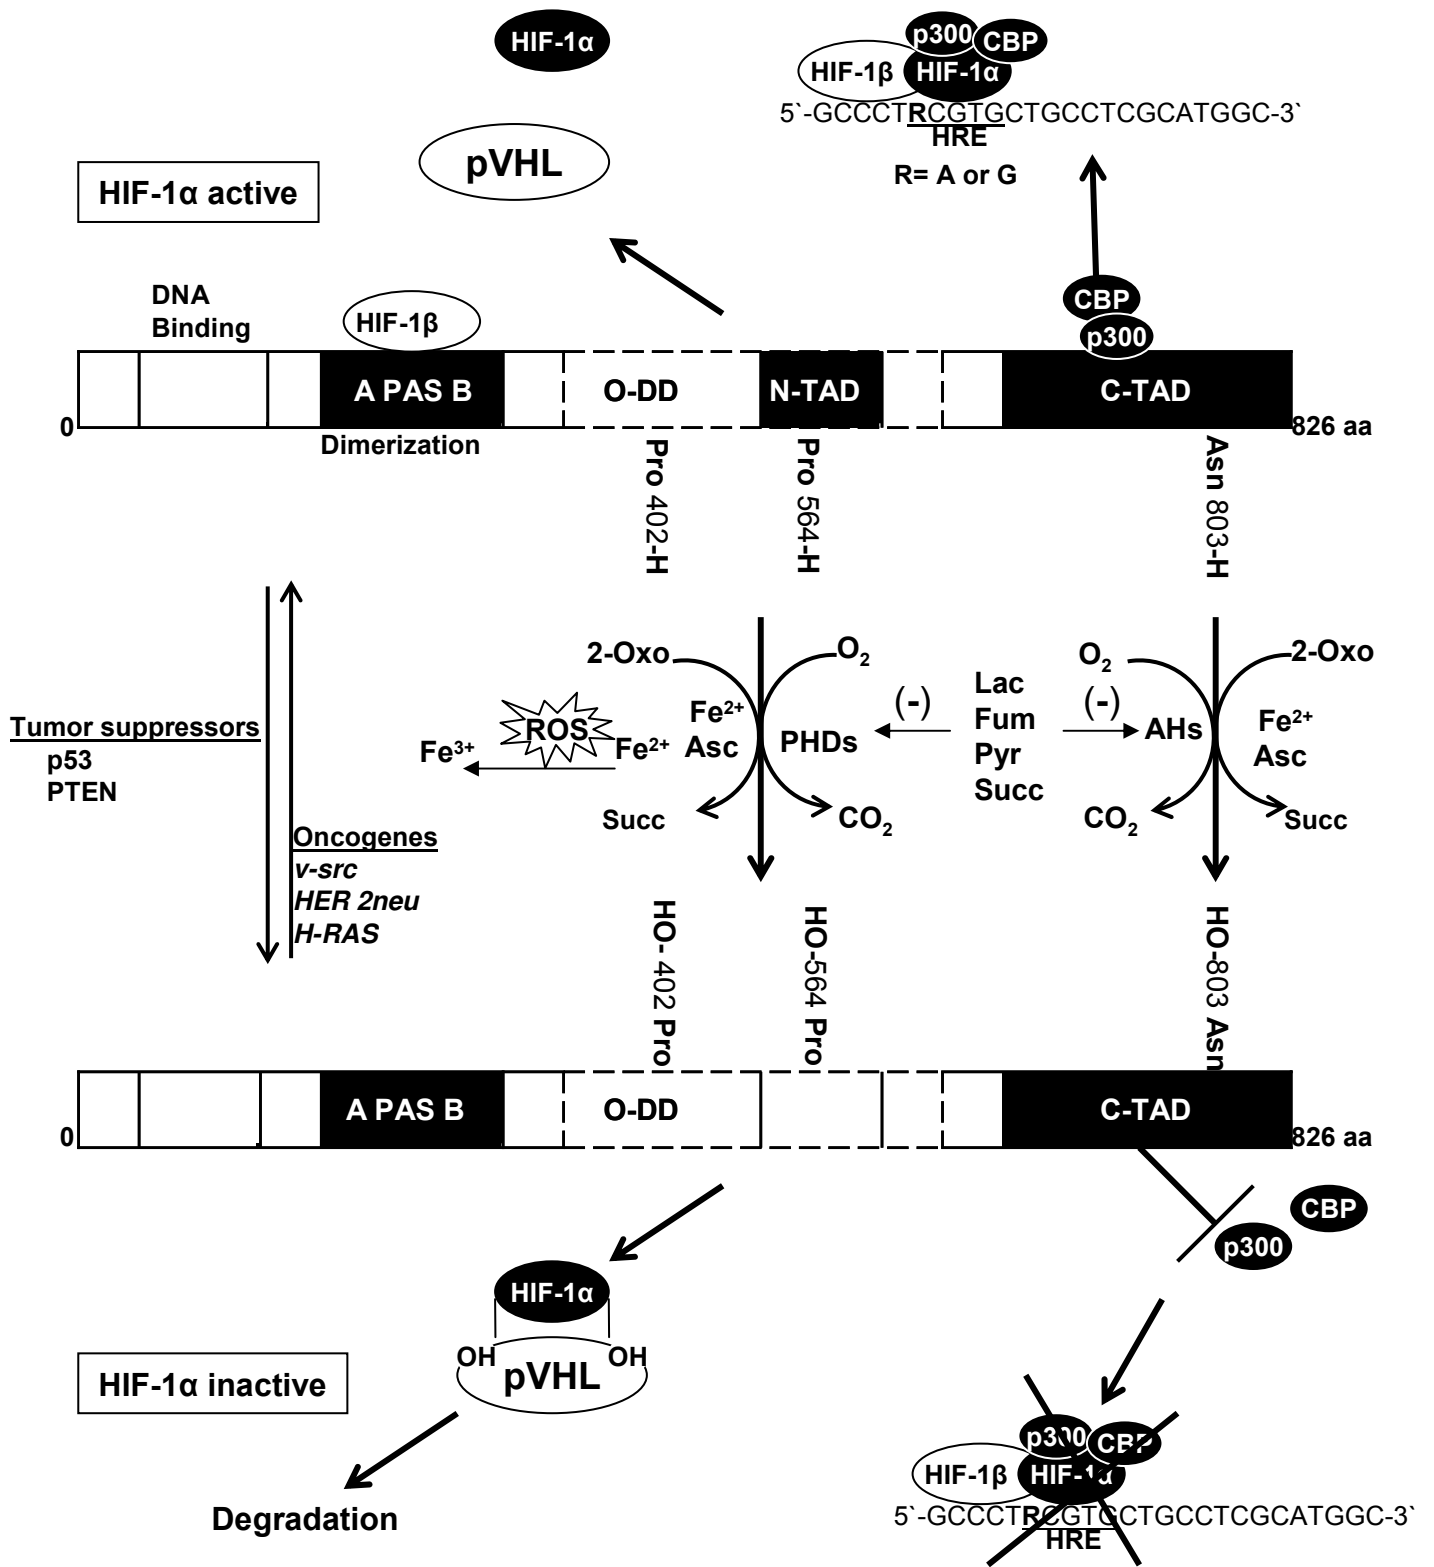 HIF-1α
p300
CBP
HIF-1β
HIF-1α
5`-GCCCTRCGTGCTGCCTCGCATGGC-3`
HRE
R= A or G
pVHL
HIF-1α active
DNA
Binding
HIF-1β
CBP
p300
A PAS B
O-DD
N-TAD
C-TAD
0
826 aa
Dimerization
Pro 402-H
Pro 564-H
Asn 803-H
2-Oxo
O2
Fe2+
Asc
PHDs
Succ
CO2
ROS
Fe2+
Fe3+
(-)
Lac
Fum
Pyr
Succ
(-)
O2
2-Oxo
AHs
Fe2+
Asc
CO2
Succ
Tumor suppressors
p53
PTEN
Oncogenes
v-src
HER 2neu
H-RAS
HO- 402 Pro
HO-564 Pro
HO-803 Asn
A PAS B
O-DD
C-TAD
0
826 aa
CBP
p300
HIF-1α
OH
OH
pVHL
HIF-1α inactive
Degradation
p300
CBP
HIF-1β
HIF-1α
5`-GCCCTRCGTGCTGCCTCGCATGGC-3`
HRE